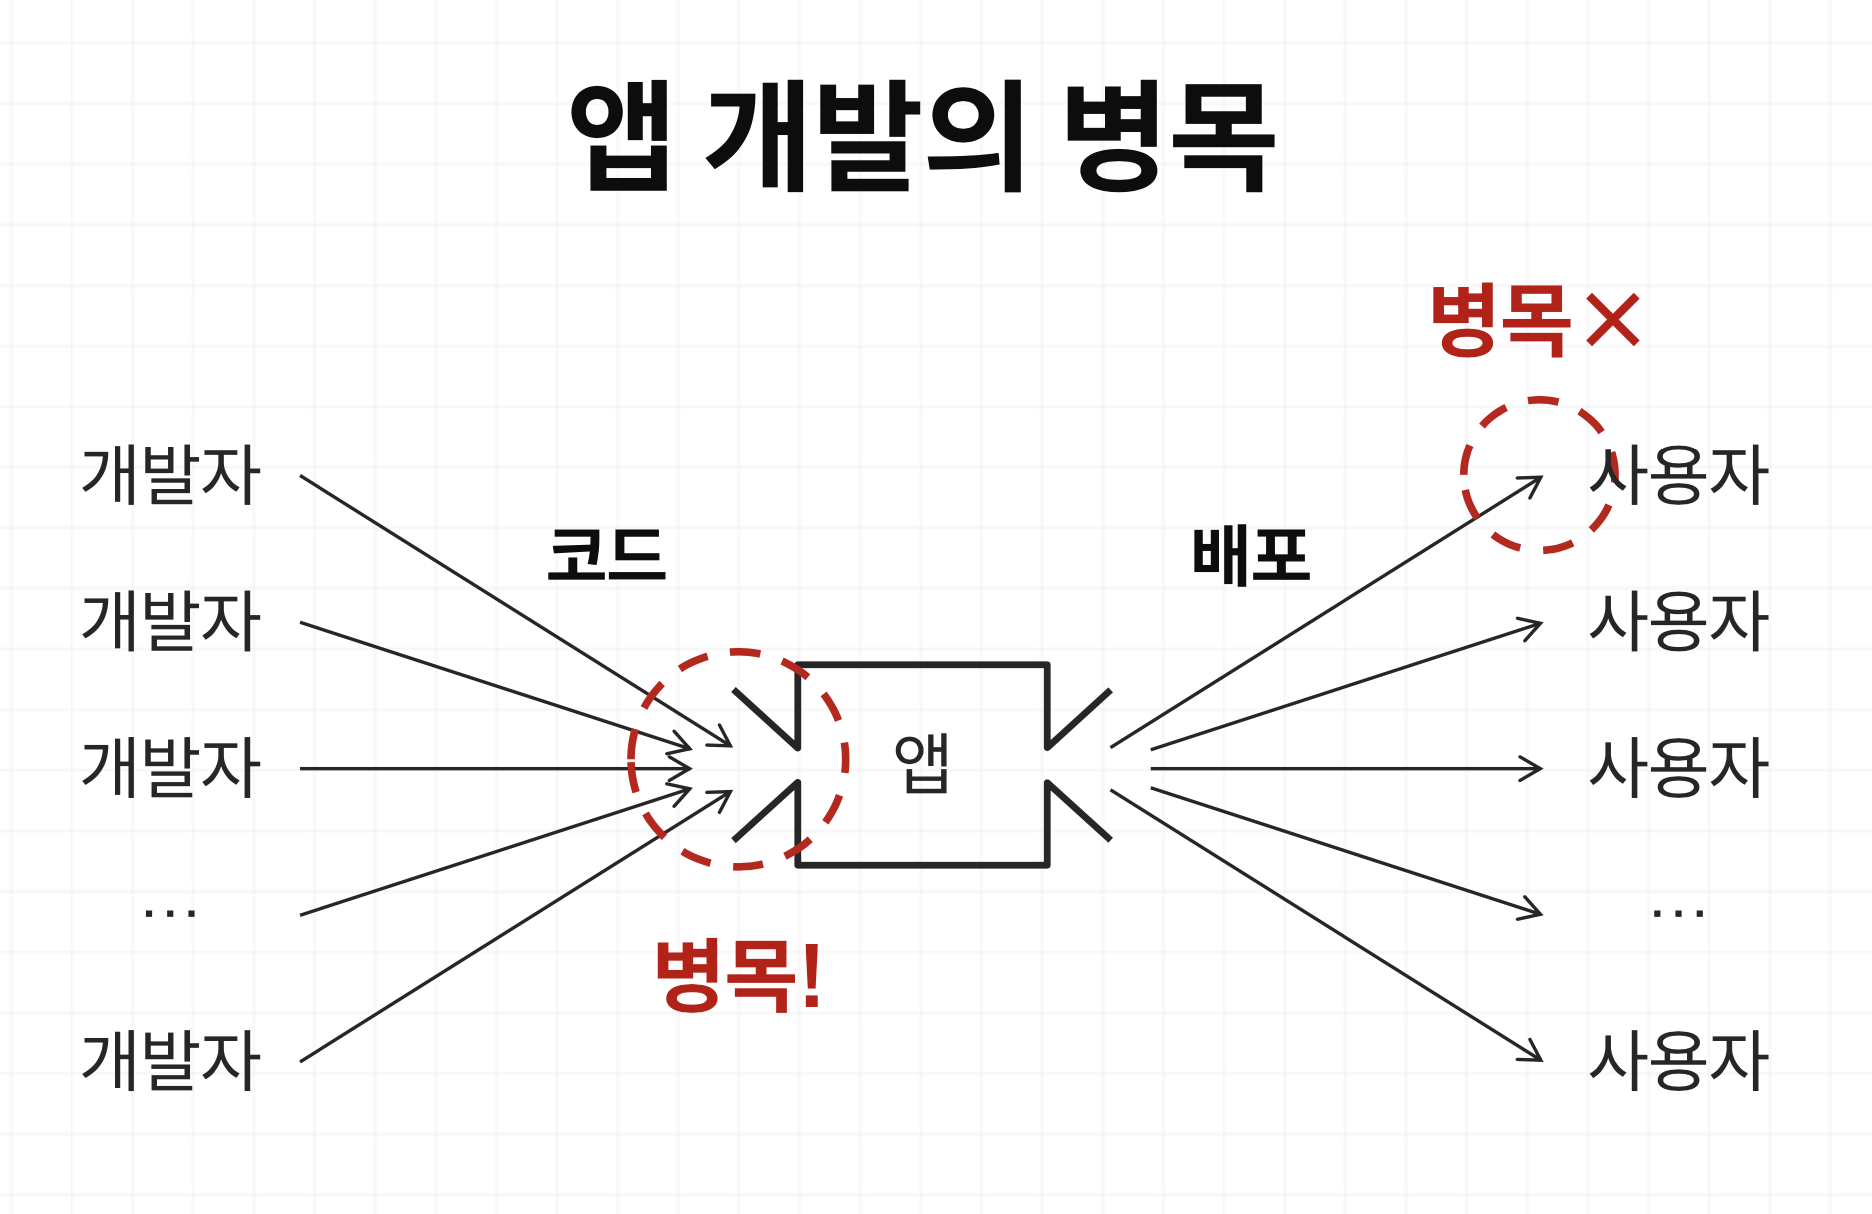 앱 개발의 병목
병목✕
개발자
사용자
코드
배포
개발자
사용자
개발자
앱
사용자
...
...
병목!
개발자
사용자